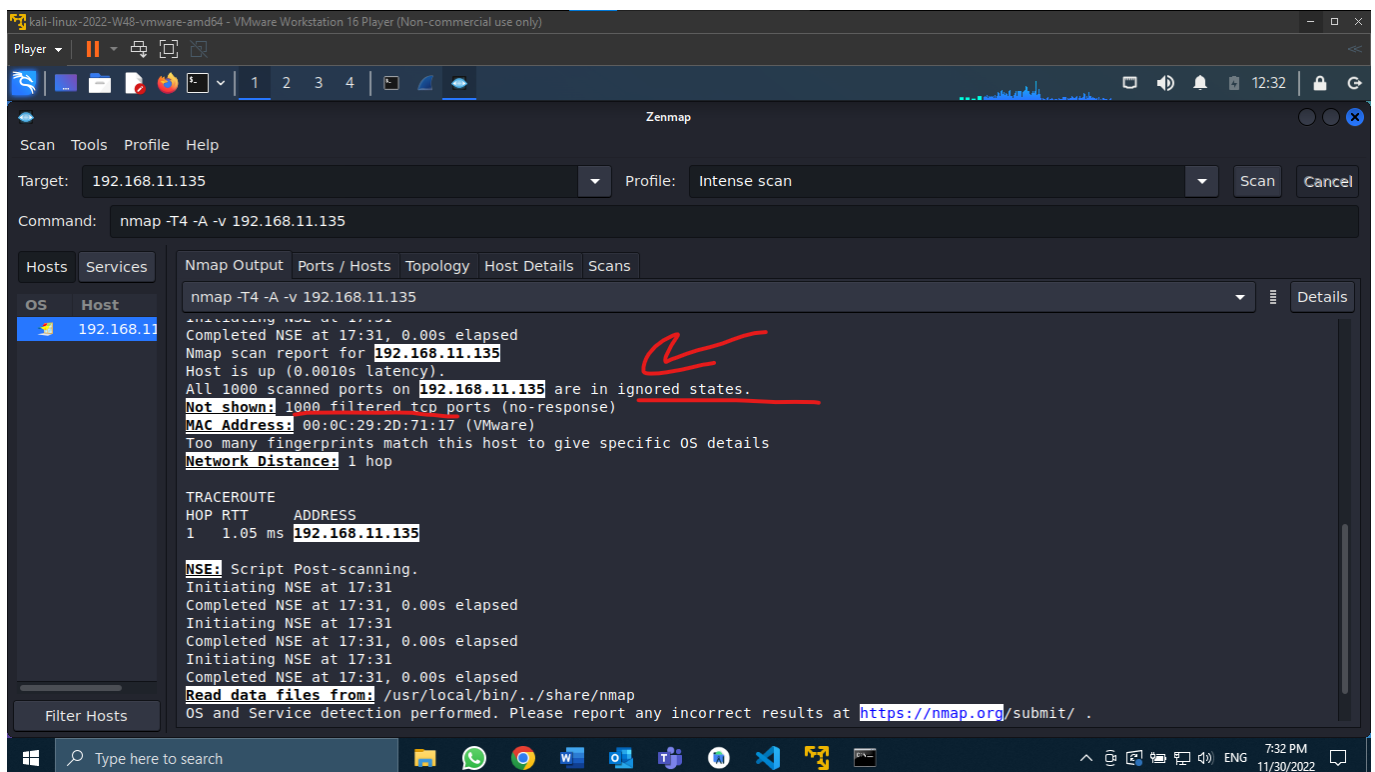 kali-linux-2022-W48-vmware-amd64 - VMware Workstation 16 Player (Non-commercial use only)
Player
1 2 3 4
12:32
Zenmap
Scan Tools Profile Help
Target: 192.168.11.135 Profile: Intense scan Scan Cancel
Command: nmap -T4 -A -v 192.168.11.135
Hosts Services Nmap Output Ports / Hosts Topology Host Details Scans
nmap -T4 -A -v 192.168.11.135 Details
OS Host
192.168.11
Initiating NSE at 17:31
Completed NSE at 17:31, 0.00s elapsed
Nmap scan report for 192.168.11.135
Host is up (0.0010s latency).
All 1000 scanned ports on 192.168.11.135 are in ignored states.
Not shown: 1000 filtered tcp ports (no-response)
MAC Address: 00:0C:29:2D:71:17 (VMware)
Too many fingerprints match this host to give specific OS details
Network Distance: 1 hop
TRACEROUTE
HOP RTT ADDRESS
1 1.05 ms 192.168.11.135
NSE: Script Post-scanning.
Initiating NSE at 17:31
Completed NSE at 17:31, 0.00s elapsed
Initiating NSE at 17:31
Completed NSE at 17:31, 0.00s elapsed
Initiating NSE at 17:31
Completed NSE at 17:31, 0.00s elapsed
Read data files from: /usr/local/bin/../share/nmap
OS and Service detection performed. Please report any incorrect results at https://nmap.org/submit/ .
Filter Hosts
Type here to search
ENG
7:32 PM
11/30/2022